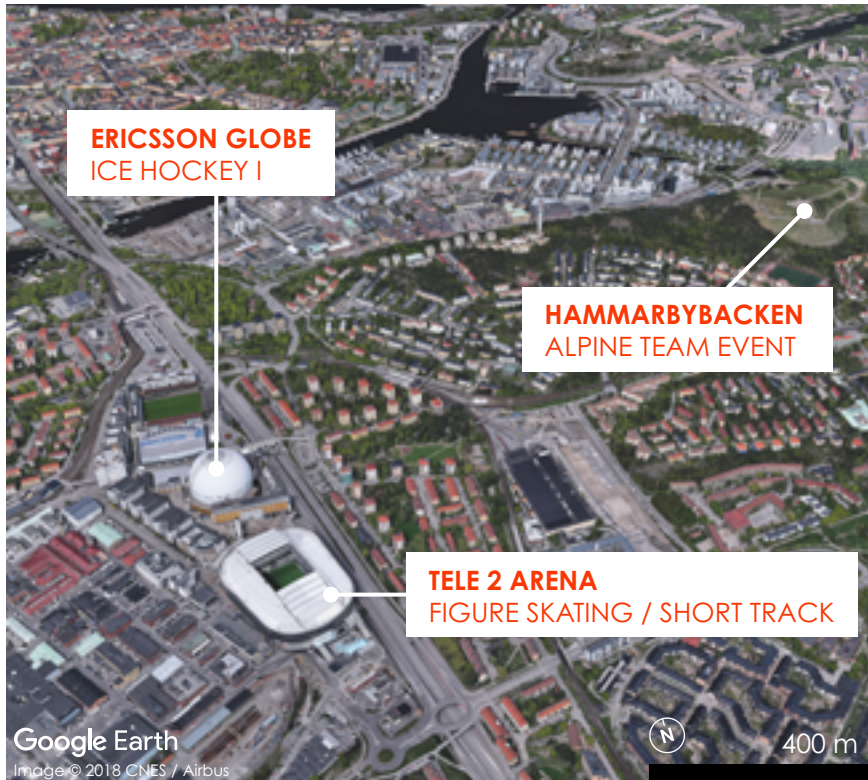 ERICSSON GLOBE
ICE HOCKEY I
HAMMARBYBACKEN
ALPINE TEAM EVENT
TELE 2 ARENA
FIGURE SKATING / SHORT TRACK
Google Earth
Image © 2018 CNES / Airbus
N
400 m